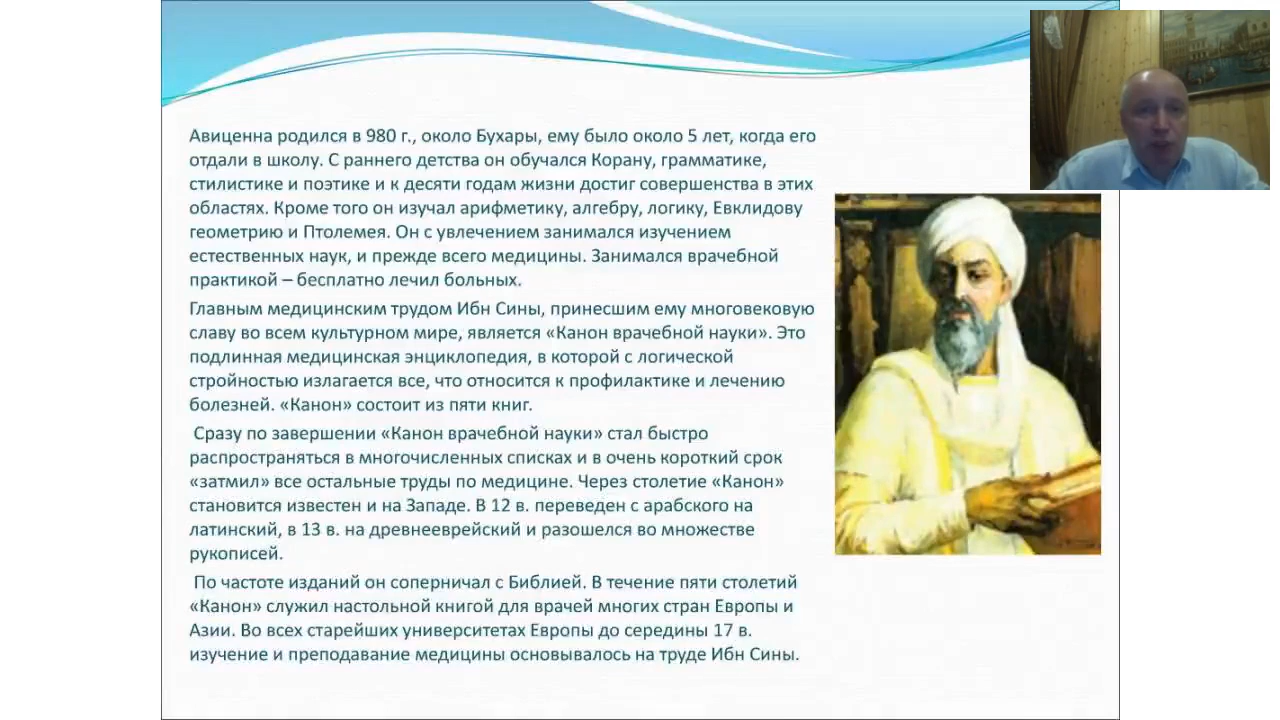 Авиценна родился в 980 г., около Бухары, ему было около 5 лет, когда его
отдали в школу. С раннего детства он обучался Корану, грамматике,
стилистике и поэтике и к десяти годам жизни достиг совершенства в этих
областях. Кроме того он изучал арифметику, алгебру, логику, Евклидову
геометрию и Птолемея. Он с увлечением занимался изучением
естественных наук, и прежде всего медицины. Занимался врачебной
практикой – бесплатно лечил больных.
Главным медицинским трудом Ибн Сины, принесшим ему многовековую
славу во всем культурном мире, является «Канон врачебной науки». Это
подлинная медицинская энциклопедия, в которой с логической
стройностью излагается все, что относится к профилактике и лечению
болезней. «Канон» состоит из пяти книг.
Сразу по завершении «Канон врачебной науки» стал быстро
распространяться в многочисленных списках и в очень короткий срок
«затмил» все остальные труды по медицине. Через столетие «Канон»
становится известен и на Западе. В 12 в. переведен с арабского на
латинский, в 13 в. на древнееврейский и разошелся во множестве
рукописей.
По частоте изданий он соперничал с Библией. В течение пяти столетий
«Канон» служил настольной книгой для врачей многих стран Европы и
Азии. Во всех старейших университетах Европы до середины 17 в.
изучение и преподавание медицины основывалось на труде Ибн Сины.